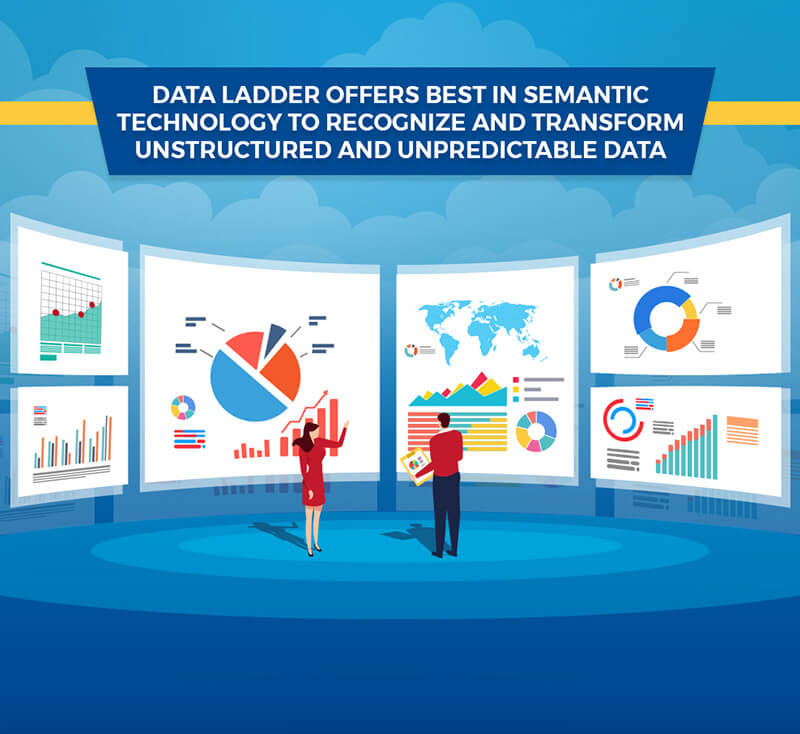 DATA LADDER OFFERS BEST IN SEMANTIC
TECHNOLOGY TO RECOGNIZE AND TRANSFORM
UNSTRUCTURED AND UNPREDICTABLE DATA